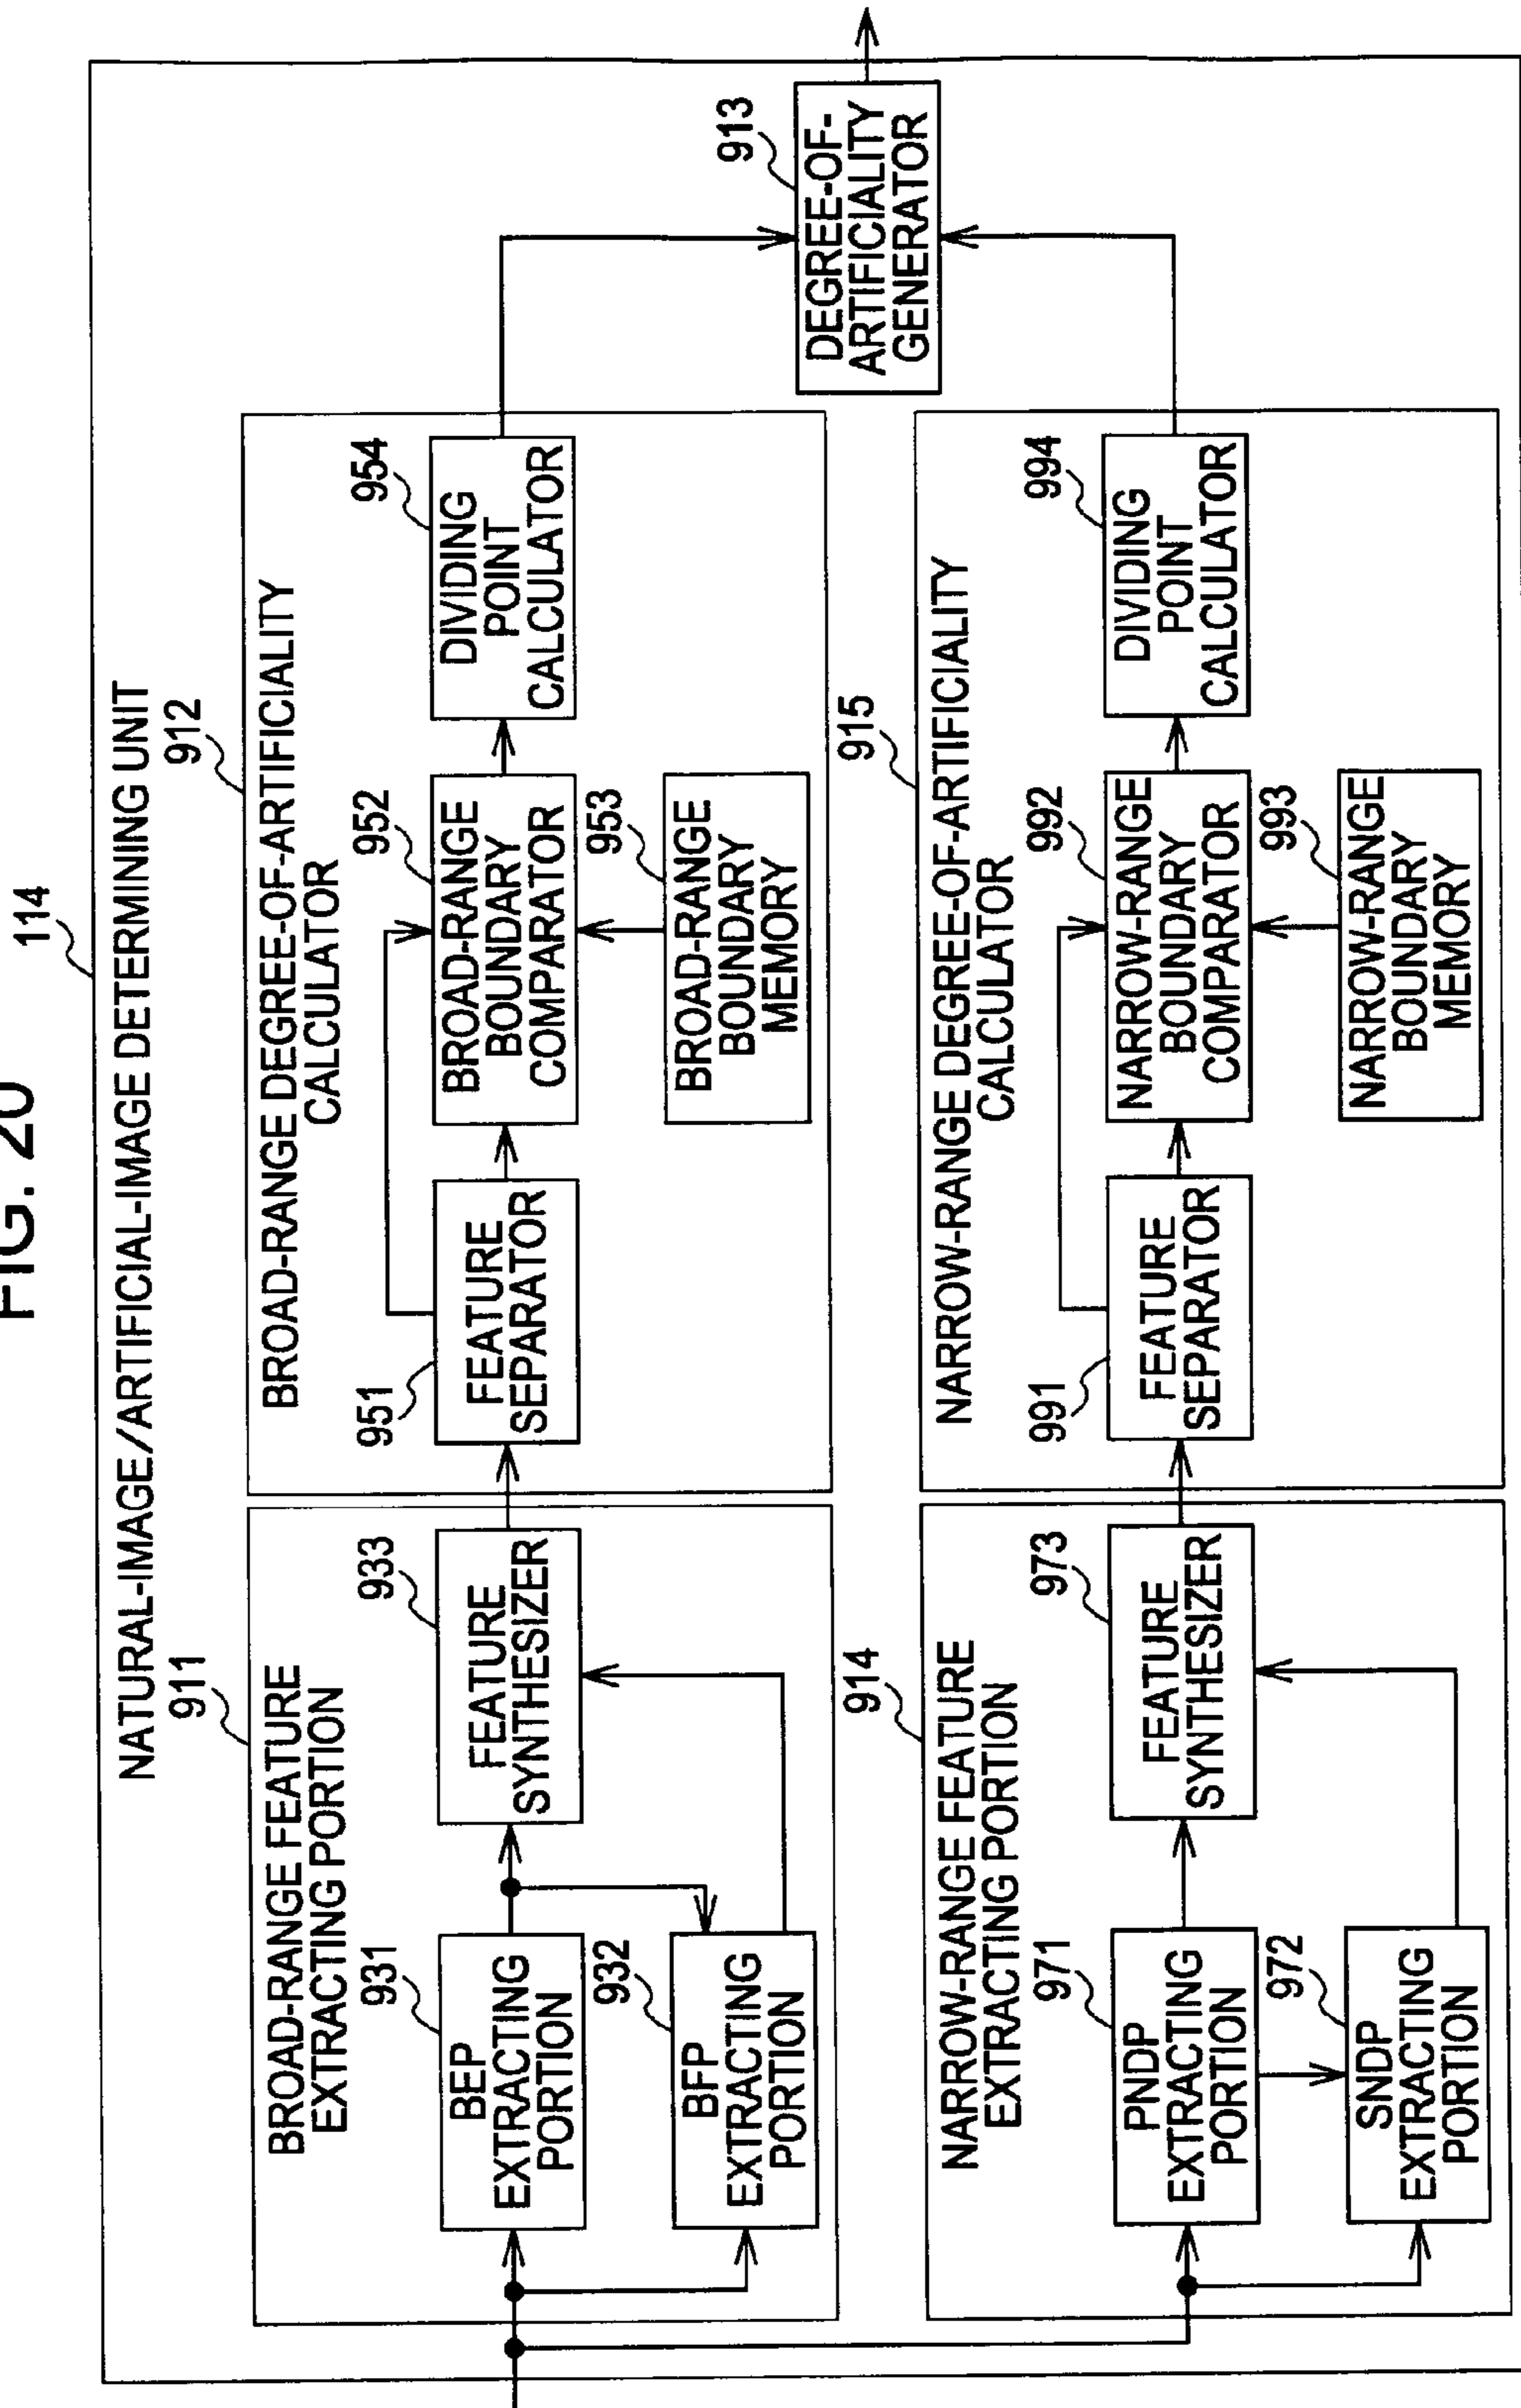 FIG. 20
114
NATURAL-IMAGE/ARTIFICIAL-IMAGE DETERMINING UNIT
911
BROAD-RANGE FEATURE
EXTRACTING PORTION
931
BEP
EXTRACTING
PORTION
932
BFP
EXTRACTING
PORTION
933
FEATURE
SYNTHESIZER
912
BROAD-RANGE DEGREE-OF-ARTIFICIALITY
CALCULATOR
951
FEATURE
SEPARATOR
952
BROAD-RANGE
BOUNDARY
COMPARATOR
953
BROAD-RANGE
BOUNDARY
MEMORY
954
DIVIDING
POINT
CALCULATOR
913
DEGREE-OF-
ARTIFICIALITY
GENERATOR
914
NARROW-RANGE FEATURE
EXTRACTING PORTION
971
PNDP
EXTRACTING
PORTION
972
SNDP
EXTRACTING
PORTION
973
FEATURE
SYNTHESIZER
915
NARROW-RANGE DEGREE-OF-ARTIFICIALITY
CALCULATOR
991
FEATURE
SEPARATOR
992
NARROW-RANGE
BOUNDARY
COMPARATOR
993
NARROW-RANGE
BOUNDARY
MEMORY
994
DIVIDING
POINT
CALCULATOR